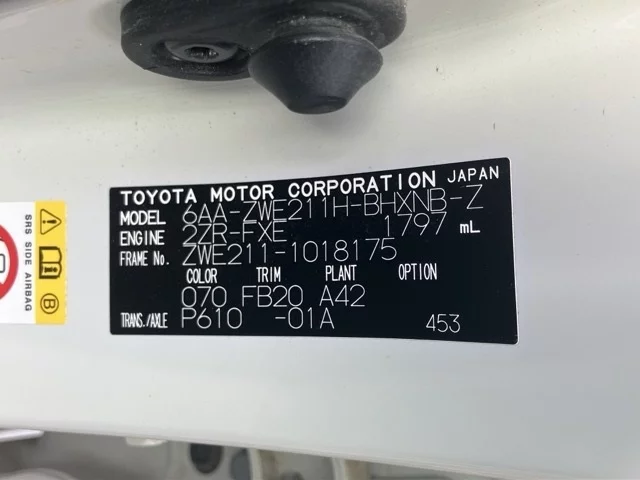 TOYOTA MOTOR CORPORATION JAPAN
MODEL 6AA-ZWE211H-BHXNB-Z
ENGINE 2ZR-FXE 1797 mL
FRAME No. ZWE211-1018175
COLOR TRIM PLANT OPTION
070 FB20 A42
TRANS./AXLE P610 -01A 453
SRS SIDE AIRBAG
B